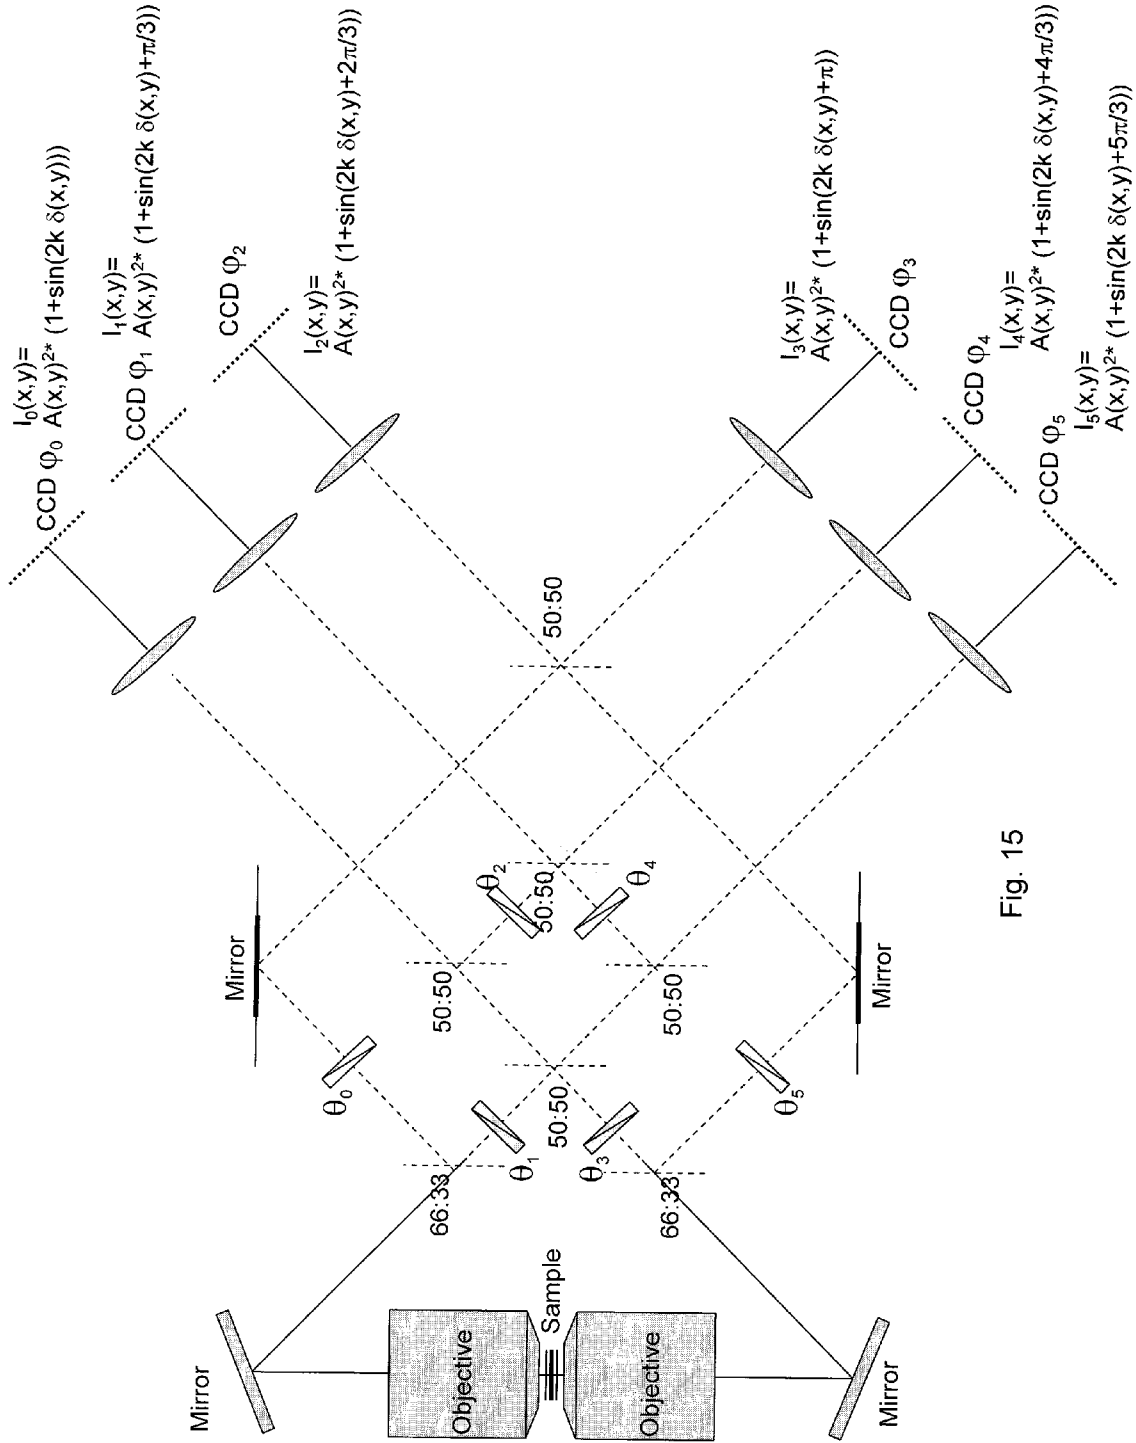 I₀(x,y)=
A(x,y)²* (1+sin(2k δ(x,y)))
CCD φ₀
I₁(x,y)=
A(x,y)²* (1+sin(2k δ(x,y)+π/3))
CCD φ₁
CCD φ₂
I₂(x,y)=
A(x,y)²* (1+sin(2k δ(x,y)+2π/3))
I₃(x,y)=
A(x,y)²* (1+sin(2k δ(x,y)+π))
CCD φ₃
CCD φ₄
I₄(x,y)=
A(x,y)²* (1+sin(2k δ(x,y)+4π/3))
CCD φ₅
I₅(x,y)=
A(x,y)²* (1+sin(2k δ(x,y)+5π/3))
50:50
Mirror
θ₂
50:50
θ₄
50:50
50:50
Mirror
θ₀
θ₁
50:50
θ₃
θ₅
66:33
66:33
Mirror
Objective
Sample
Objective
Mirror
Fig. 15